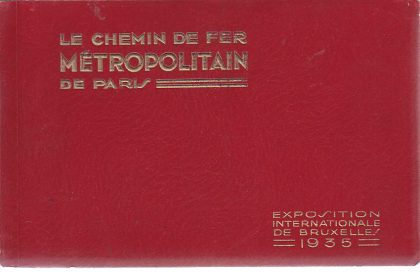 LE CHEMIN DE FER
MÉTROPOLITAIN
DE PARIS
EXPOSITION
INTERNATIONALE
DE BRUXELLES
1935